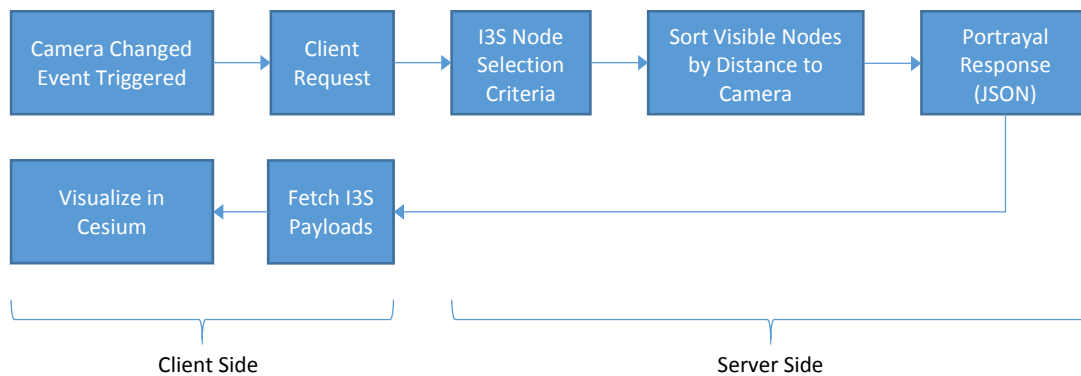 Camera Changed
Event Triggered
Client
Request
I3S Node
Selection
Criteria
Sort Visible Nodes
by Distance to
Camera
Portrayal
Response
(JSON)
Visualize in
Cesium
Fetch I3S
Payloads
Client Side
Server Side